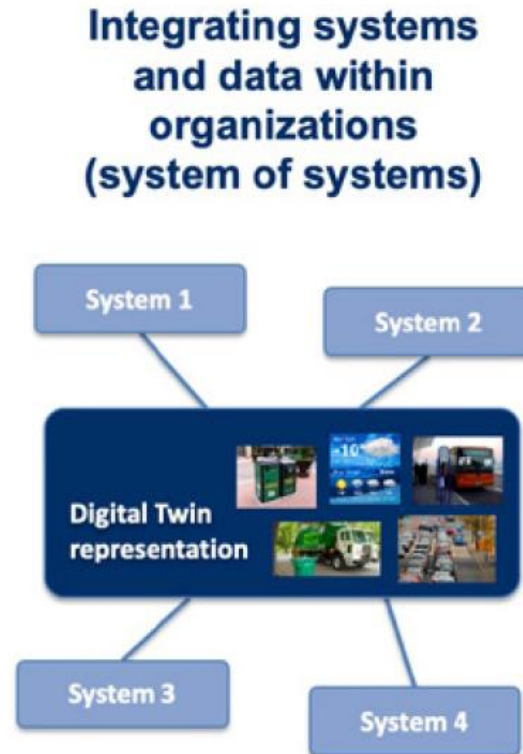 Integrating systems
and data within
organizations
(system of systems)
System 1
System 2
-10°
Digital Twin
representation
System 3
System 4